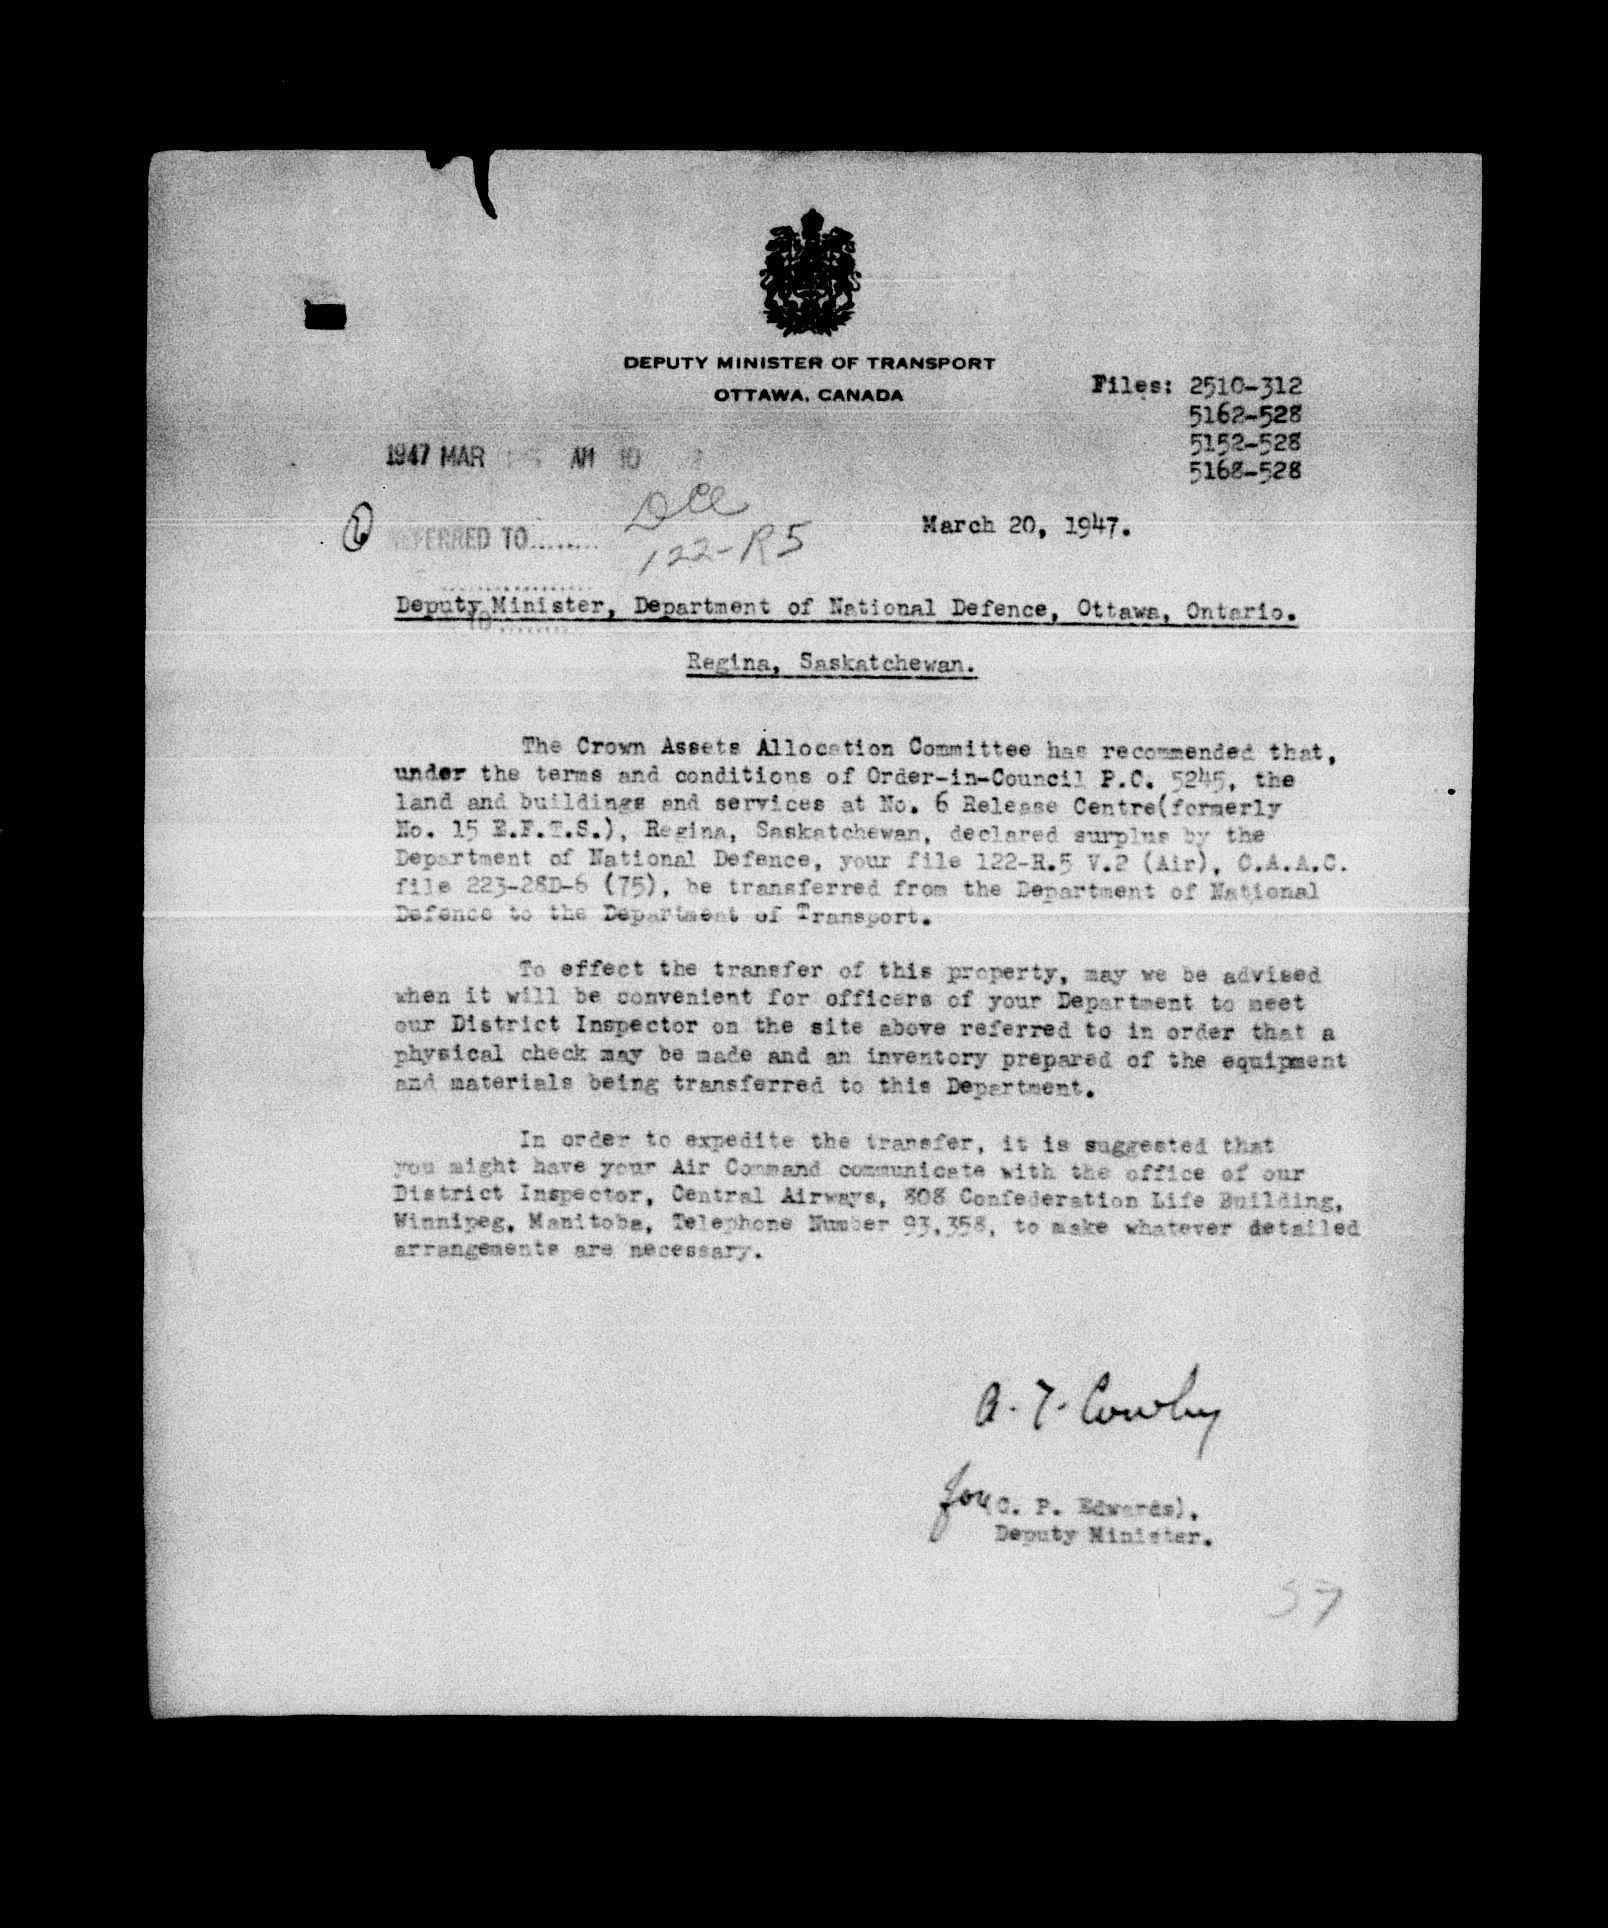 DEPUTY MINISTER OF TRANSPORT
OTTAWA, CANADA
Files: 2510-312
5162-528
5152-528
5168-528
1947 MAR AM 10
REFERRED TO........
122-R5
March 20, 1947.
Deputy Minister, Department of National Defence, Ottawa, Ontario.
TO
Regina, Saskatchewan.
The Crown Assets Allocation Committee has recommended that,
under the terms and conditions of Order-in-Council P.C. 5245, the
land and buildings and services at No. 6 Release Centre(formerly
No. 15 E.F.T.S.), Regina, Saskatchewan, declared surplus by the
Department of National Defence, your file 122-R.5 V.2 (Air), C.A.A.C.
file 223-28D-6 (75), be transferred from the Department of National
Defence to the Department of Transport.
To effect the transfer of this property, may we be advised
when it will be convenient for officers of your Department to meet
our District Inspector on the site above referred to in order that a
physical check may be made and an inventory prepared of the equipment
and materials being transferred to this Department.
In order to expedite the transfer, it is suggested that
you might have your Air Command communicate with the office of our
District Inspector, Central Airways, 808 Confederation Life Building,
Winnipeg, Manitoba, Telephone Number 93,358, to make whatever detailed
arrangements are necessary.
A. T. Cowley
for (C. P. Edwards).
Deputy Minister.
57